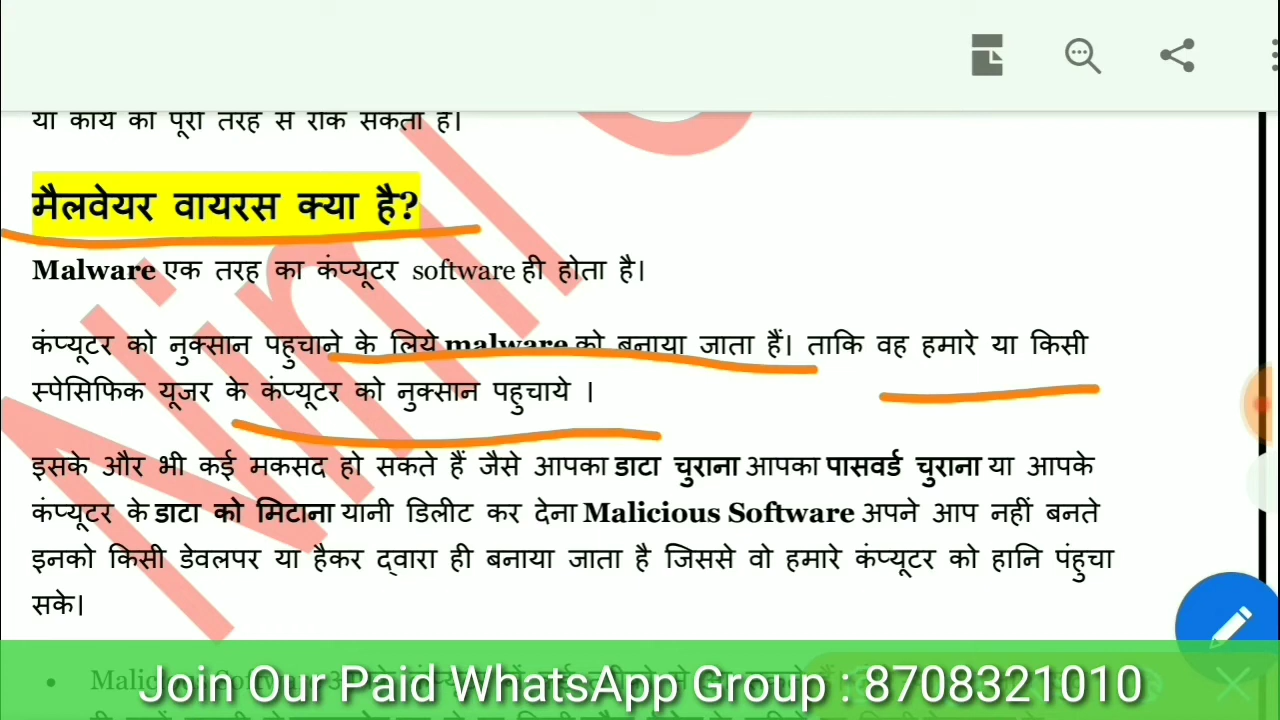 या कार्य को पूरी तरह से रोक सकता है।
मैलवेयर वायरस क्या है?
Malware एक तरह का कंप्यूटर software ही होता है।
कंप्यूटर को नुक्सान पहुचाने के लिये malware को बनाया जाता हैं। ताकि वह हमारे या किसी
स्पेसिफिक यूजर के कंप्यूटर को नुक्सान पहुचाये ।
इसके और भी कई मकसद हो सकते हैं जैसे आपका डाटा चुराना आपका पासवर्ड चुराना या आपके
कंप्यूटर के डाटा को मिटाना यानी डिलीट कर देना Malicious Software अपने आप नहीं बनते
इनको किसी डेवलपर या हैकर द्वारा ही बनाया जाता है जिससे वो हमारे कंप्यूटर को हानि पंहुचा
सके।
Join Our Paid WhatsApp Group : 8708321010